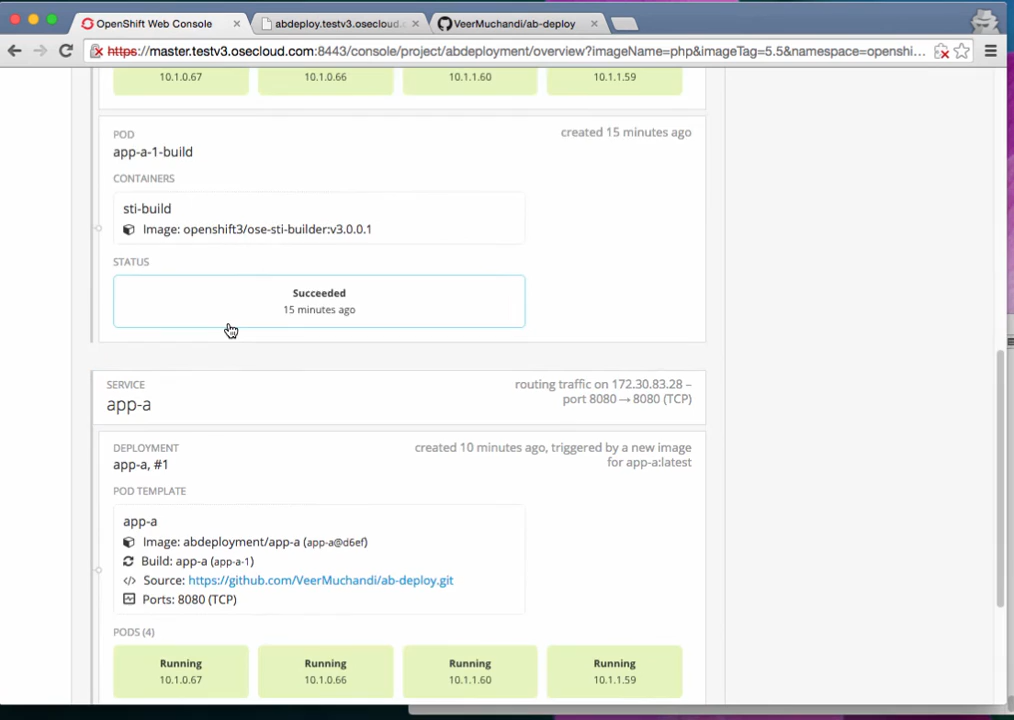 OpenShift Web Console
abdeploy.testv3.osecloud.
VeerMuchandi/ab-deploy
https://master.testv3.osecloud.com:8443/console/project/abdeployment/overview?imageName=php&imageTag=5.5&namespace=openshi...
10.1.0.67
10.1.0.66
10.1.1.60
10.1.1.59
POD
created 15 minutes ago
app-a-1-build
CONTAINERS
sti-build
Image: openshift3/ose-sti-builder:v3.0.0.1
STATUS
Succeeded
15 minutes ago
SERVICE
routing traffic on 172.30.83.28 –
app-a
port 8080 → 8080 (TCP)
DEPLOYMENT
created 10 minutes ago, triggered by a new image
app-a, #1
for app-a:latest
POD TEMPLATE
app-a
Image: abdeployment/app-a (app-a@d6ef)
Build: app-a (app-a-1)
</> Source: https://github.com/VeerMuchandi/ab-deploy.git
Ports: 8080 (TCP)
PODS (4)
Running
Running
Running
Running
10.1.0.67
10.1.0.66
10.1.1.60
10.1.1.59